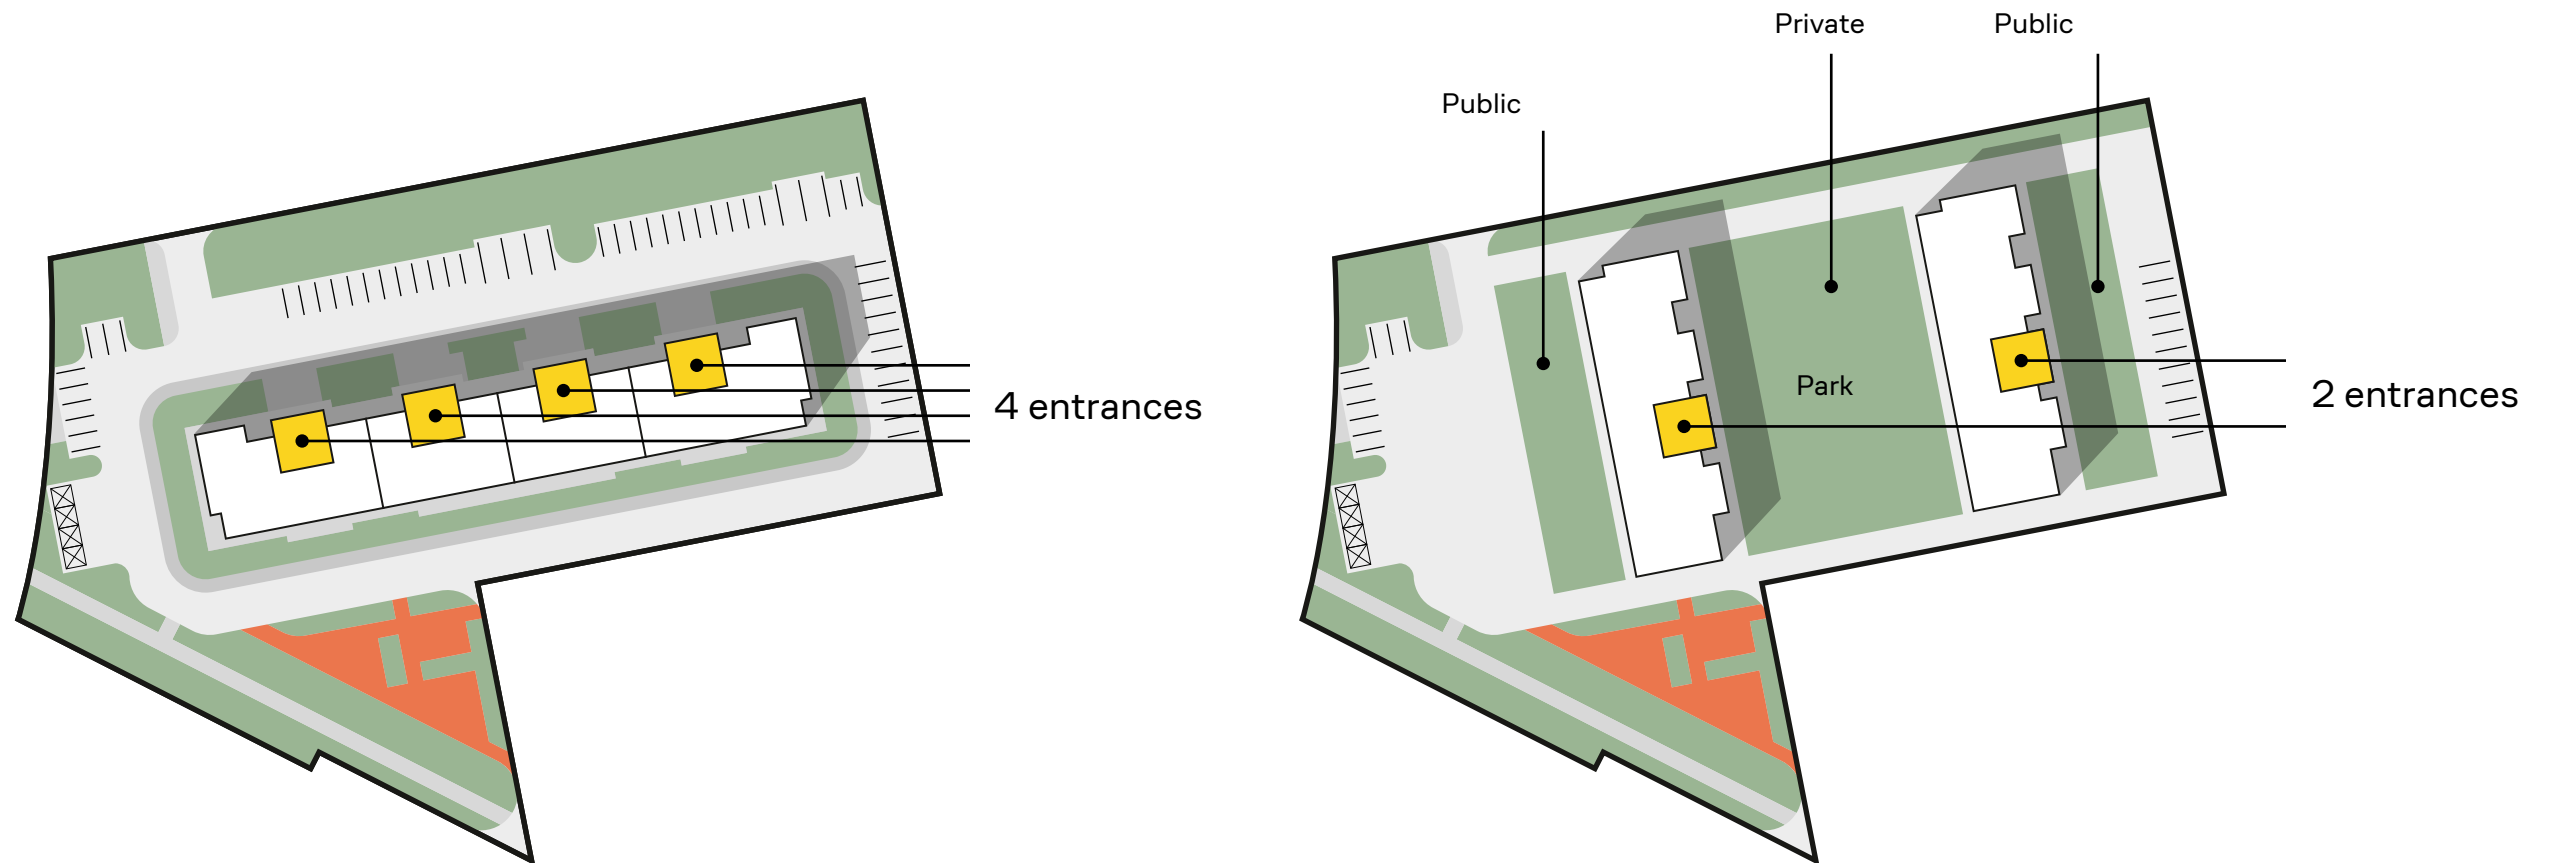 Private
Public
Public
Park
4 entrances
2 entrances